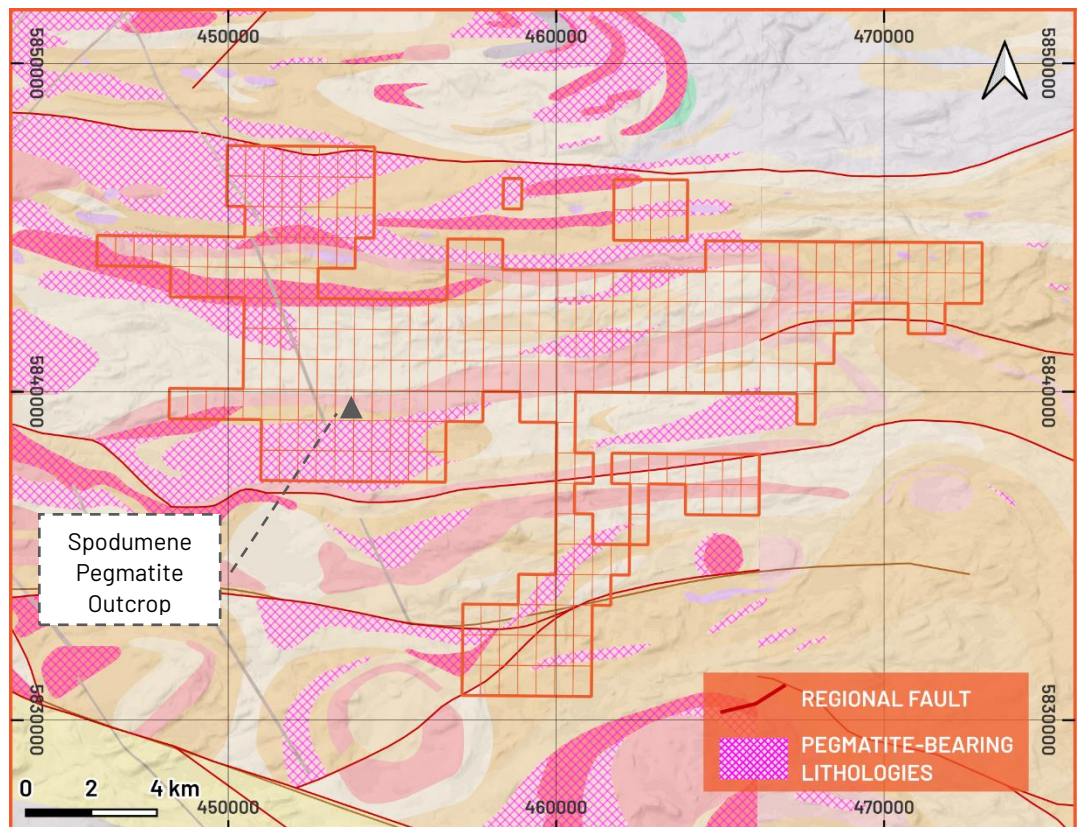 450000
460000
470000
5850000
5850000
5840000
5840000
Spodumene
Pegmatite
Outcrop
5830000
5830000
REGIONAL FAULT
PEGMATITE-BEARING
LITHOLOGIES
0 2 4 km
450000
460000
470000